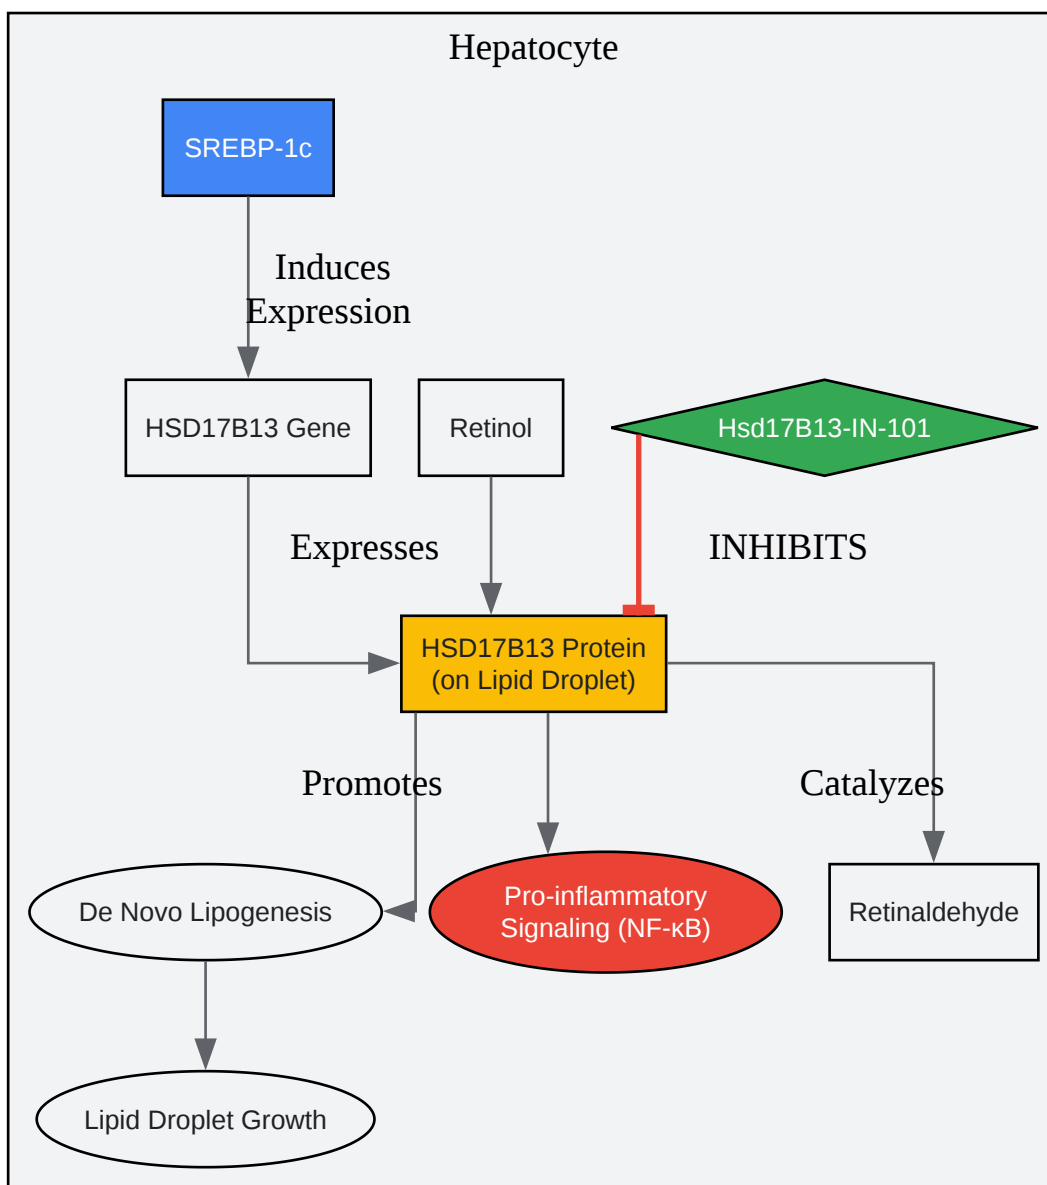 Hepatocyte
SREBP-1c
Induces
Expression
HSD17B13 Gene
Retinol
Hsd17B13-IN-101
Expresses
INHIBITS
HSD17B13 Protein
(on Lipid Droplet)
Promotes
Catalyzes
De Novo Lipogenesis
Pro-inflammatory
Signaling (NF-κB)
Retinaldehyde
Lipid Droplet Growth